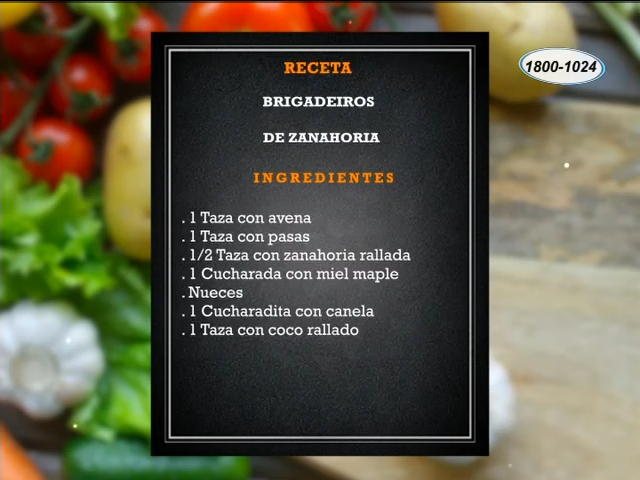 RECETA
1800-1024
BRIGADEIROS
DE ZANAHORIA
INGREDIENTES
. 1 Taza con avena
. 1 Taza con pasas
. 1/2 Taza con zanahoria rallada
. 1 Cucharada con miel maple
. Nueces
. 1 Cucharadita con canela
. 1 Taza con coco rallado